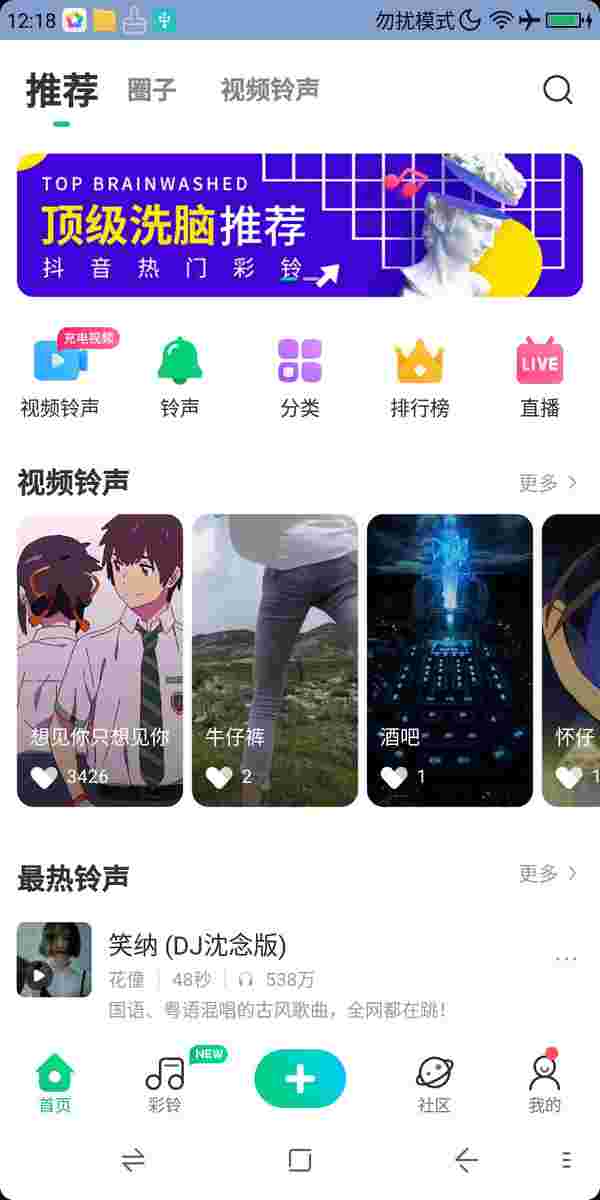 12:18
勿扰模式
推荐
圈子
视频铃声
TOP BRAINWASHED
顶级洗脑推荐
抖音热门彩铃
充电视频
LIVE
视频铃声
铃声
分类
排行榜
直播
视频铃声
更多
想见你只想见你
3426
牛仔裤
2
酒吧
1
怀仔
1
最热铃声
更多
笑纳 (DJ沈念版)
花僮 | 48秒 | 538万
国语、粤语混唱的古风歌曲，全网都在跳！
NEW
首页
彩铃
社区
我的